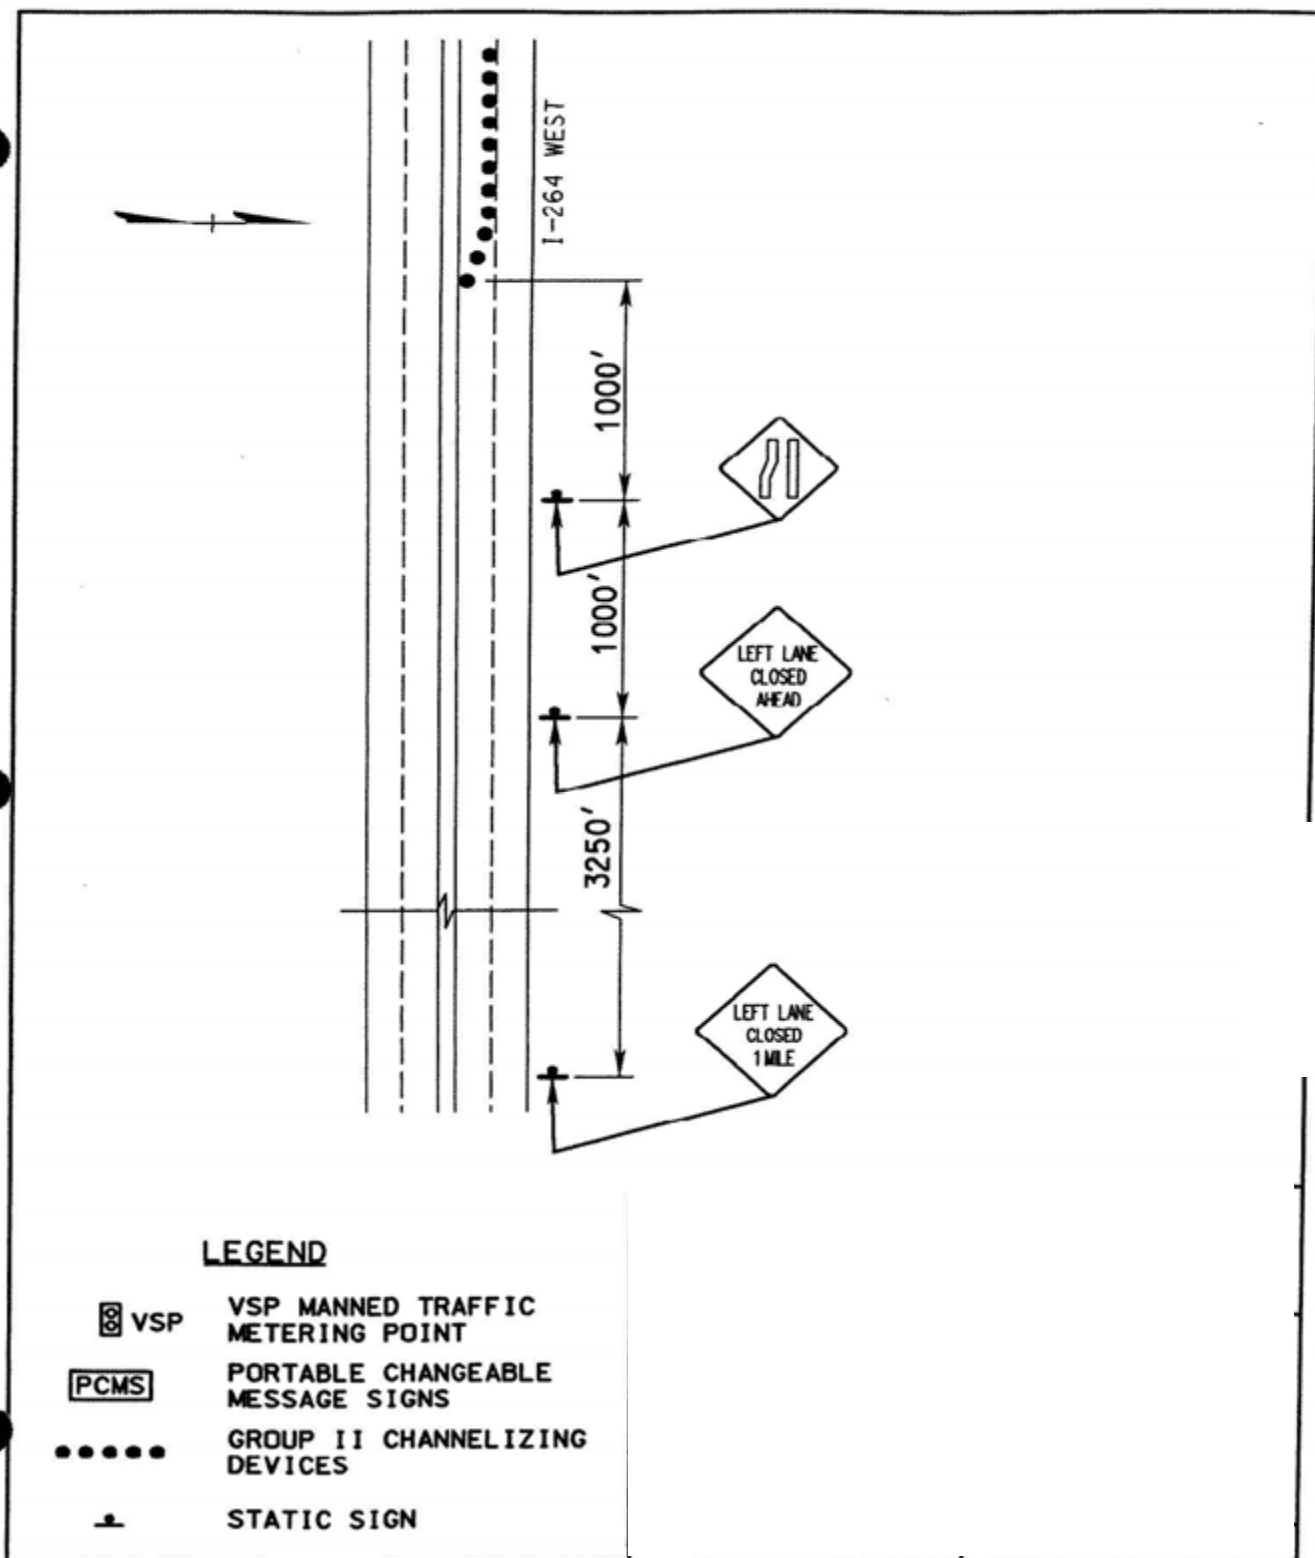 I-264 WEST
1000'
1000'
LEFT LANE
CLOSED
AHEAD
3250'
LEFT LANE
CLOSED
1 MILE
LEGEND
VSP
VSP MANNED TRAFFIC
METERING POINT
PCMS
PORTABLE CHANGEABLE
MESSAGE SIGNS
GROUP II CHANNELIZING
DEVICES
STATIC SIGN